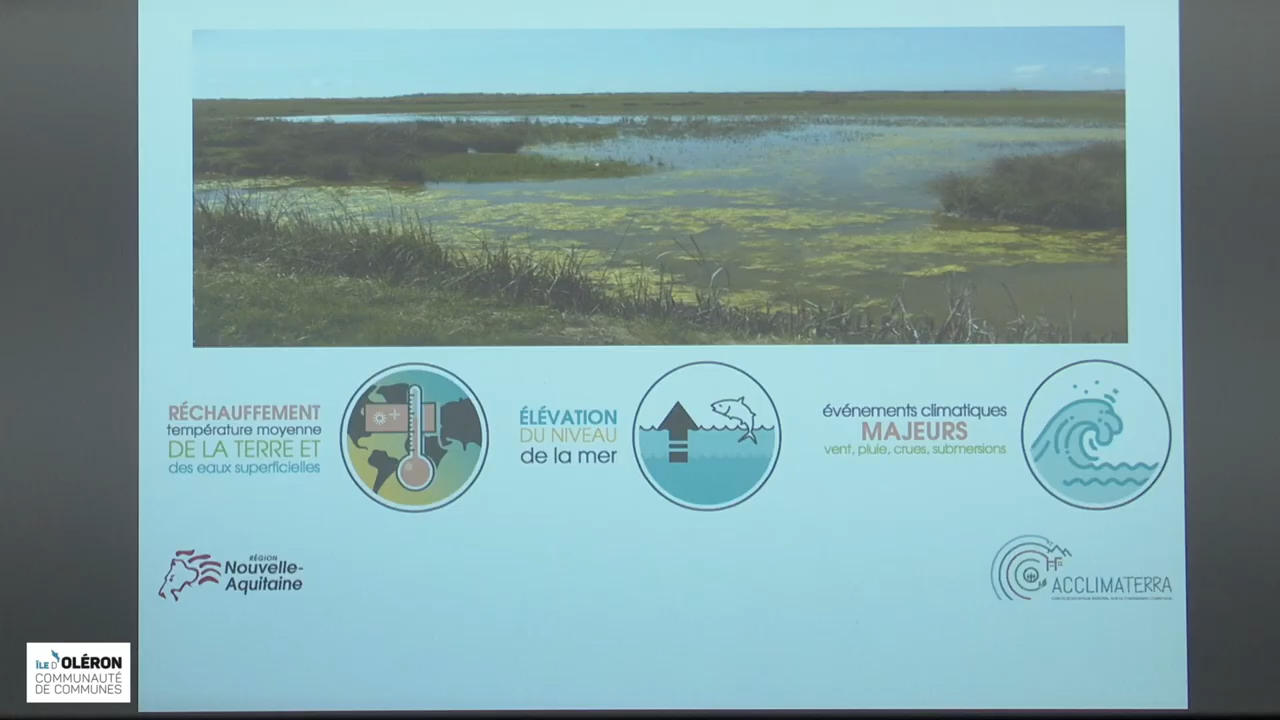 RÉCHAUFFEMENT
température moyenne
DE LA TERRE ET
des eaux superficielles
ÉLÉVATION
DU NIVEAU
de la mer
événements climatiques
MAJEURS
vent, pluie, crues, submersions
RÉGION
Nouvelle-
Aquitaine
ACCLIMATERRA
ÎLE D'OLÉRON
COMMUNAUTÉ
DE COMMUNES